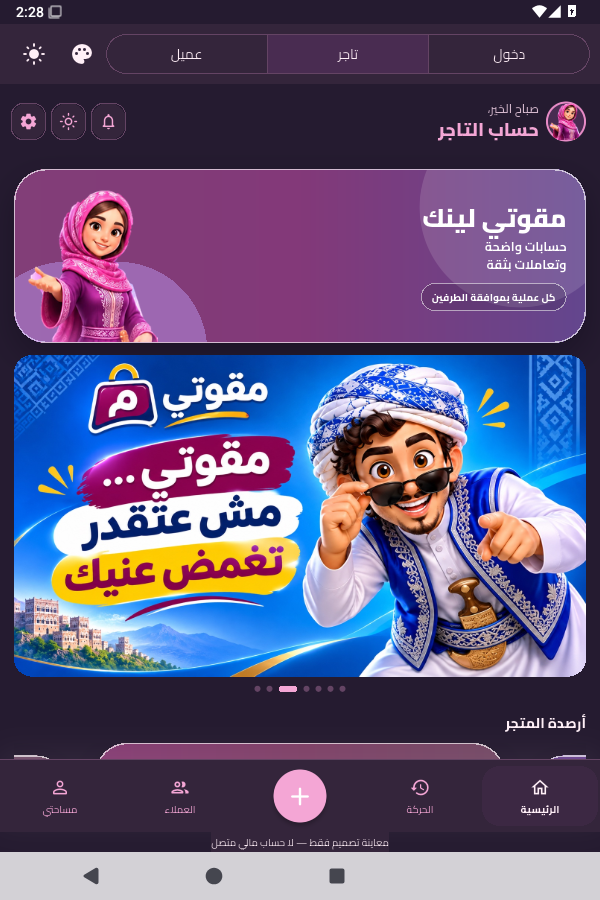 2:28
دخول
تاجر
عميل
صباح الخير،
حساب التاجر
مقوتي لينك
حسابات واضحة
وتعاملات بثقة
كل عملية بموافقة الطرفين
مقوتي
م
مقوتي...
مش عتقدر
تغمض عنيك
أرصدة المتجر
الرئيسية
الحركة
العملاء
مساحتي
معاينة تصميم فقط — لا حساب مالي متصل